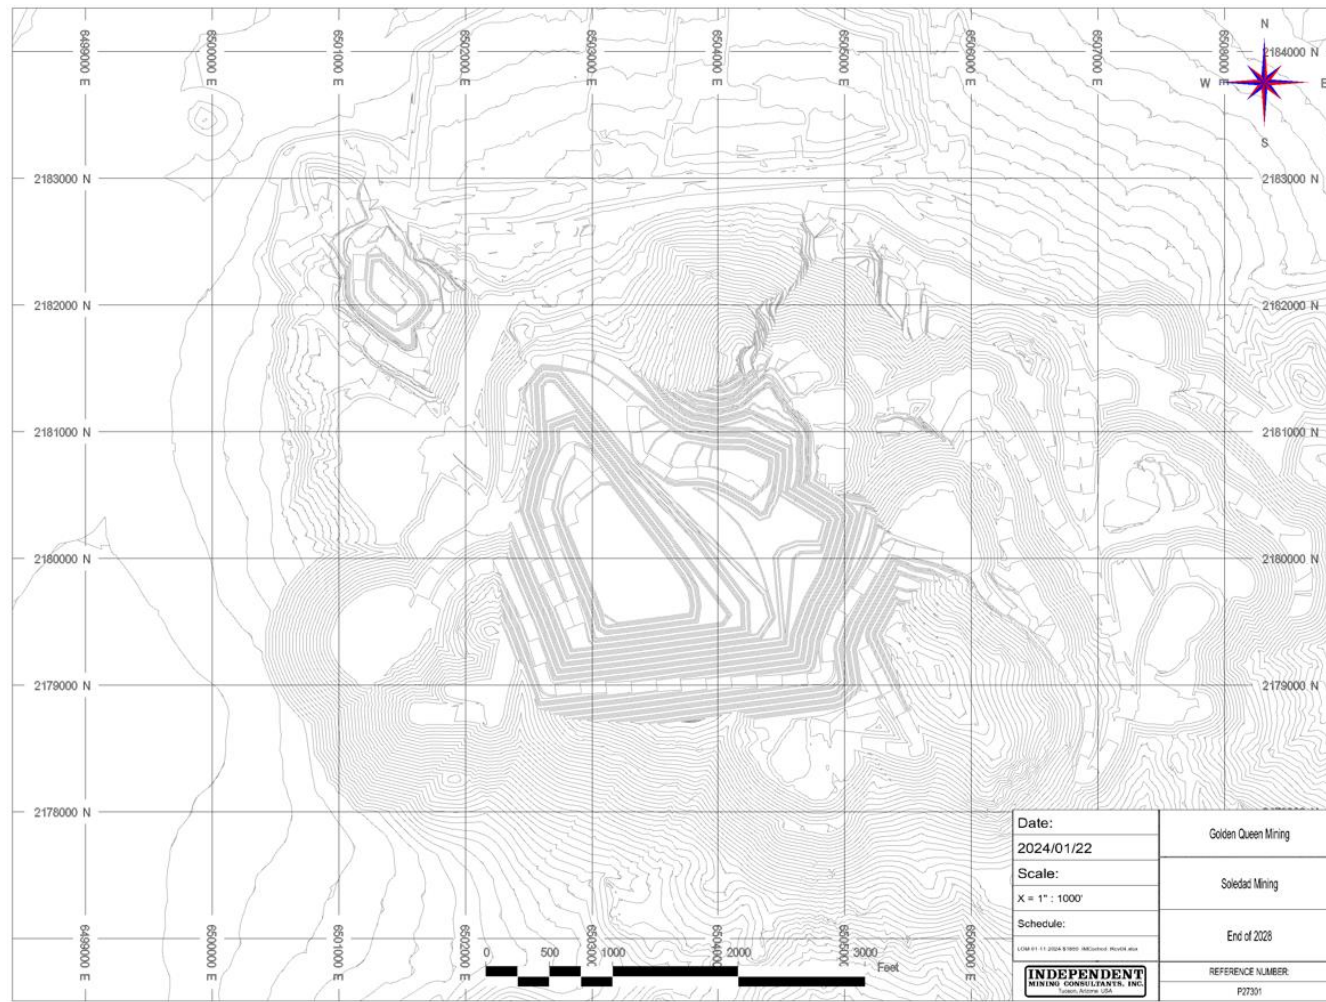 N
6499000 E
6500000 E
6501000 E
6502000 E
6503000 E
6504000 E
6505000 E
6506000 E
6507000 E
6508000 E
2184000 N
W
E
S
2183000 N
2183000 N
2182000 N
2182000 N
2181000 N
2181000 N
2180000 N
2180000 N
2179000 N
2179000 N
2178000 N
6499000 E
6500000 E
6501000 E
6502000 E
6503000 E
6504000 E
6505000 E
6506000 E
0
500
1000
2000
3000
Feet
Date:
2024/01/22
Scale:
X = 1" : 1000'
Schedule:
INDEPENDENT
MINING CONSULTANTS, INC.
Tucson, Arizona USA
Golden Queen Mining
Soledad Mining
End of 2028
REFERENCE NUMBER:
P27301